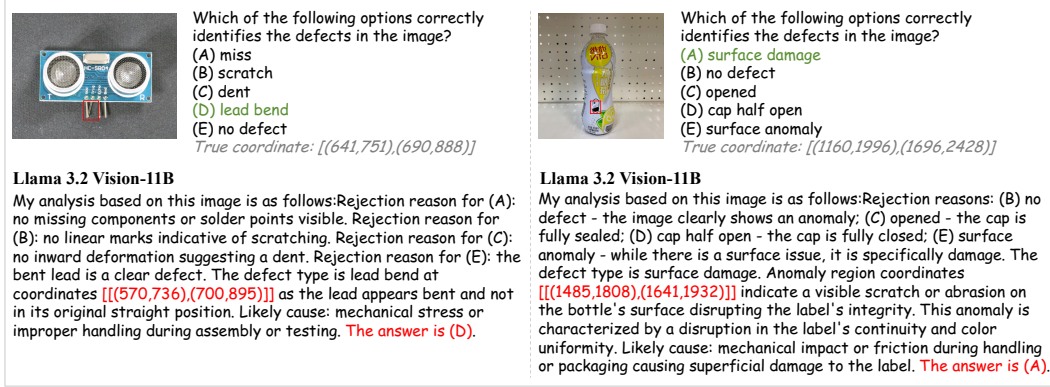 Which of the following options correctly
identifies the defects in the image?
(A) miss
(B) scratch
(C) dent
(D) lead bend
(E) no defect
True coordinate: [(641,751),(690,888)]
HC-SR04
T
R
Llama 3.2 Vision-11B
My analysis based on this image is as follows:Rejection reason for (A):
no missing components or solder points visible. Rejection reason for
(B): no linear marks indicative of scratching. Rejection reason for (C):
no inward deformation suggesting a dent. Rejection reason for (E): the
bent lead is a clear defect. The defect type is lead bend at
coordinates [[(570,736),(700,895)]] as the lead appears bent and not
in its original straight position. Likely cause: mechanical stress or
improper handling during assembly or testing. The answer is (D).
Which of the following options correctly
identifies the defects in the image?
(A) surface damage
(B) no defect
(C) opened
(D) cap half open
(E) surface anomaly
True coordinate: [(1160,1996),(1696,2428)]
Llama 3.2 Vision-11B
My analysis based on this image is as follows:Rejection reasons: (B) no
defect - the image clearly shows an anomaly; (C) opened - the cap is
fully sealed; (D) cap half open - the cap is fully closed; (E) surface
anomaly - while there is a surface issue, it is specifically damage. The
defect type is surface damage. Anomaly region coordinates
[[(1485,1808),(1641,1932)]] indicate a visible scratch or abrasion on
the bottle's surface disrupting the label's integrity. This anomaly is
characterized by a disruption in the label's continuity and color
uniformity. Likely cause: mechanical impact or friction during handling
or packaging causing superficial damage to the label. The answer is (A).